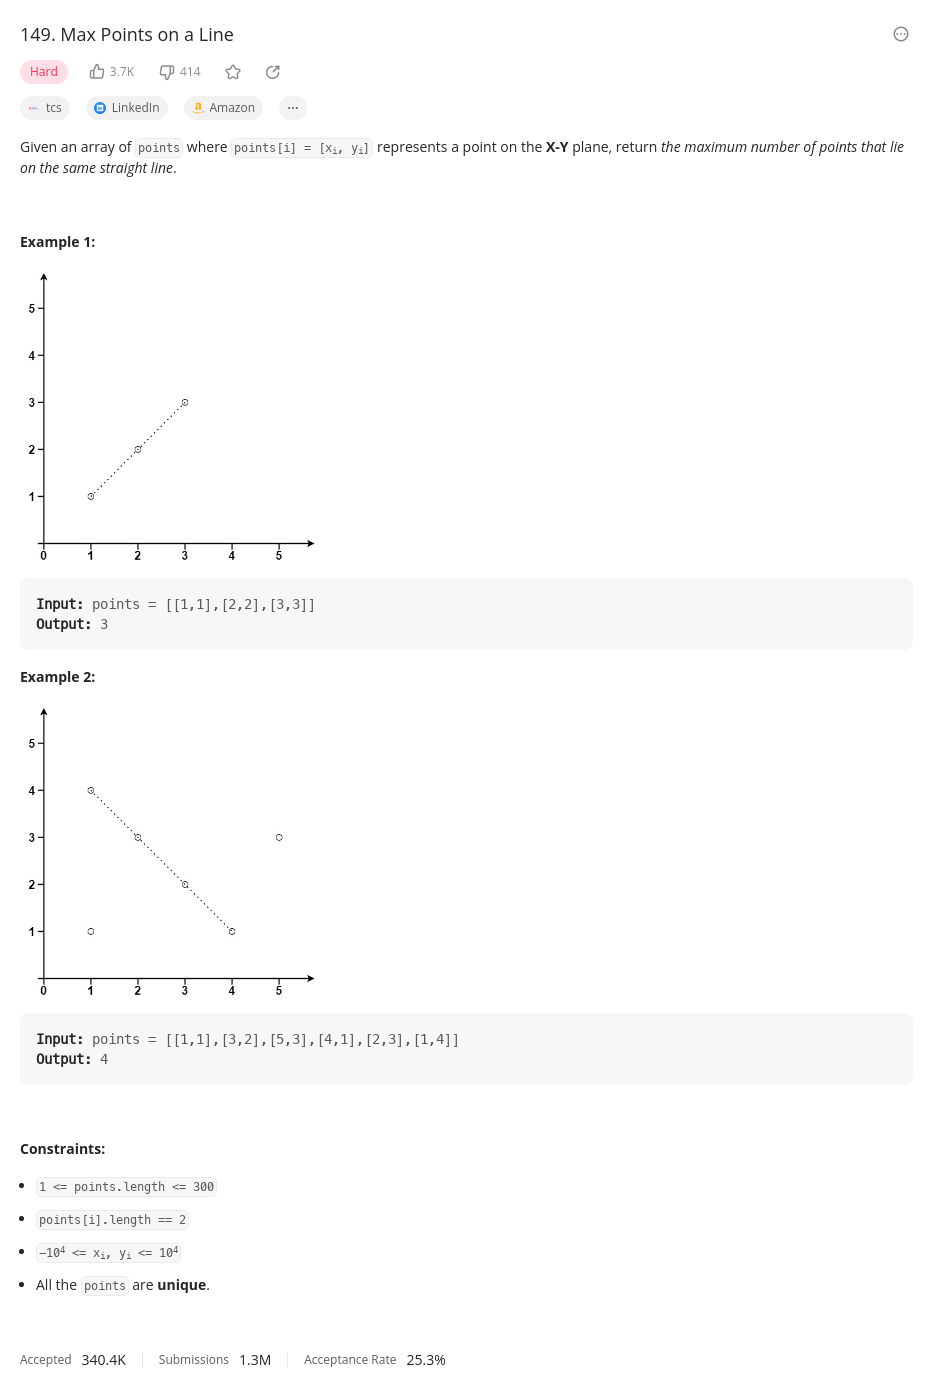 149. Max Points on a Line
Hard 3.7K 414
tcs LinkedIn Amazon ...
Given an array of points where points[i] = [xᵢ, yᵢ] represents a point on the X-Y plane, return the maximum number of points that lie
on the same straight line.
Example 1:
5
4
3
2
1
0 1 2 3 4 5
Input: points = [[1,1],[2,2],[3,3]]
Output: 3
Example 2:
5
4
3
2
1
0 1 2 3 4 5
Input: points = [[1,1],[3,2],[5,3],[4,1],[2,3],[1,4]]
Output: 4
Constraints:
• 1 <= points.length <= 300
• points[i].length == 2
• −10⁴ <= xᵢ, yᵢ <= 10⁴
• All the points are unique.
Accepted 340.4K Submissions 1.3M Acceptance Rate 25.3%